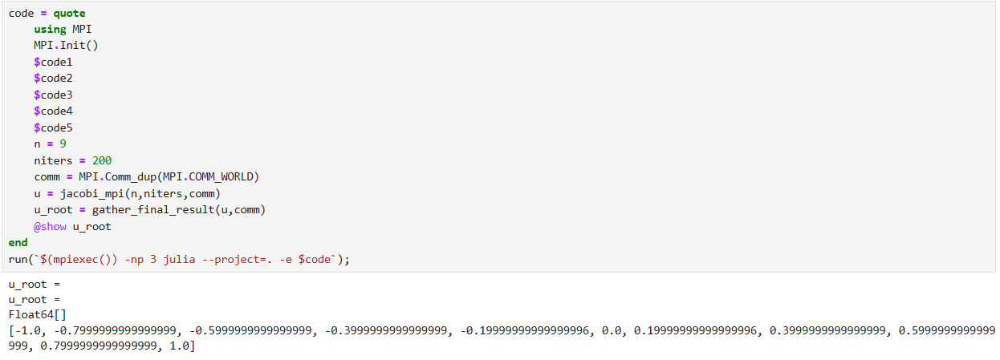 code = quote
    using MPI
    MPI.Init()
    $code1
    $code2
    $code3
    $code4
    $code5
    n = 9
    niters = 200
    comm = MPI.Comm_dup(MPI.COMM_WORLD)
    u = jacobi_mpi(n,niters,comm)
    u_root = gather_final_result(u,comm)
    @show u_root
end
run(`$(mpiexec()) -np 3 julia --project=. -e $code`);
u_root =
u_root =
Float64[]
[-1.0, -0.7999999999999999, -0.5999999999999999, -0.3999999999999999, -0.19999999999999996, 0.0, 0.19999999999999996, 0.3999999999999999, 0.5999999999999
999, 0.7999999999999999, 1.0]